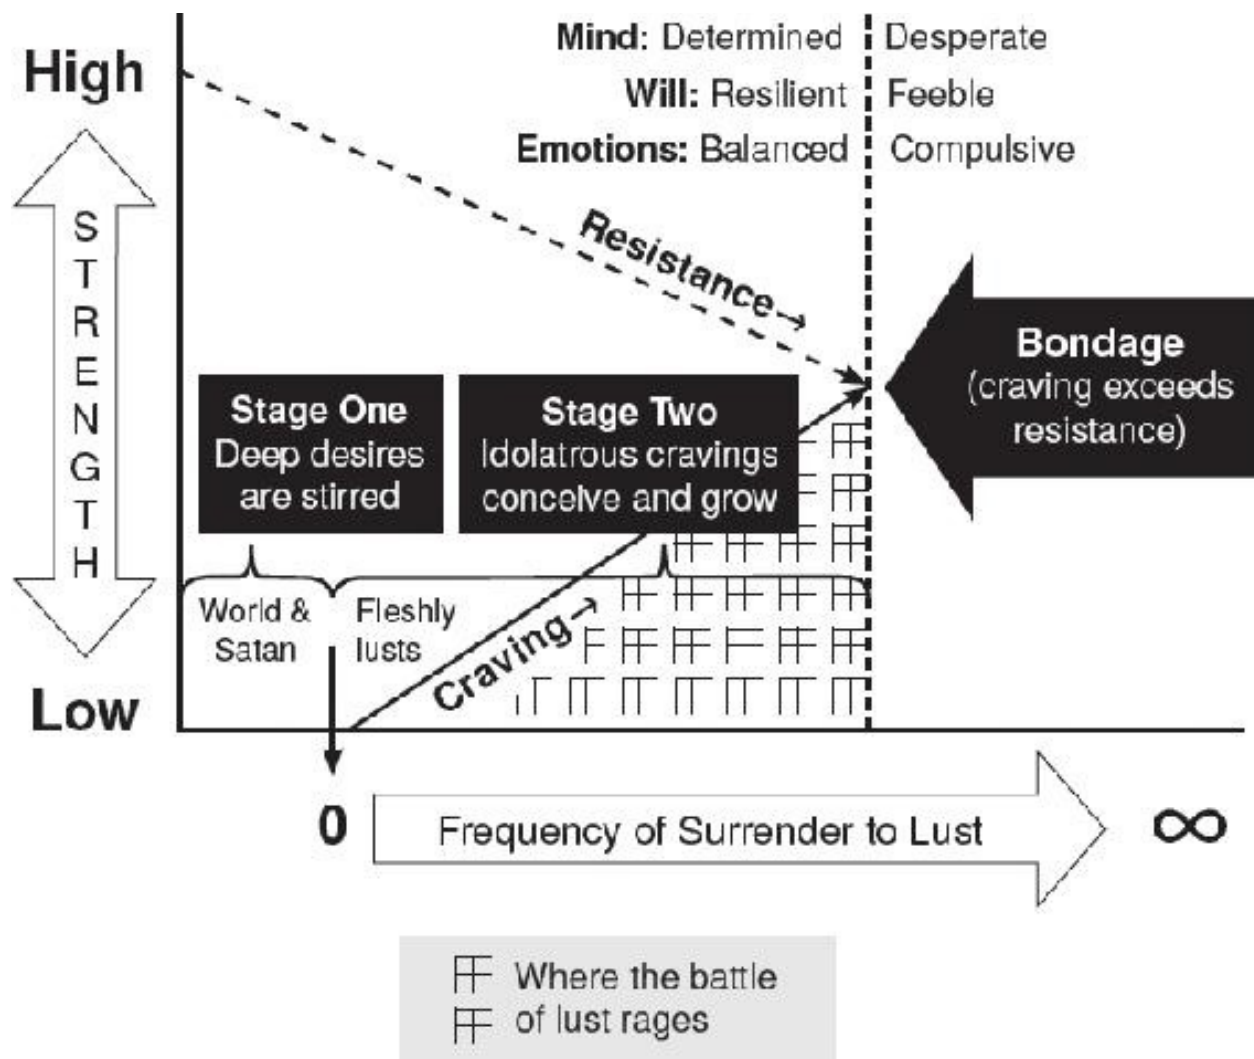 Mind: Determined Desperate
High
Will: Resilient Feeble
Emotions: Balanced Compulsive
STRENGTH
Resistance→
Bondage
(craving exceeds
resistance)
Stage One
Deep desires
are stirred
Stage Two
Idolatrous cravings
conceive and grow
World &
Satan
Fleshly
lusts
Craving→
Low
0
Frequency of Surrender to Lust
∞
Where the battle
of lust rages